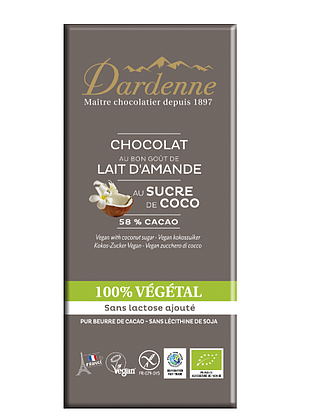 Dardenne
Maître chocolatier depuis 1897
CHOCOLAT
AU BON GOÛT DE
LAIT D'AMANDE
AU SUCRE
DE COCO
58 % CACAO
Vegan with coconut sugar - Vegan kokossuiker
Kokos-Zucker Vegan - Vegan zucchero di cocco
100% VÉGÉTAL
Sans lactose ajouté
PUR BEURRE DE CACAO - SANS LÉCITHINE DE SOJA
FRANCE
Vegan